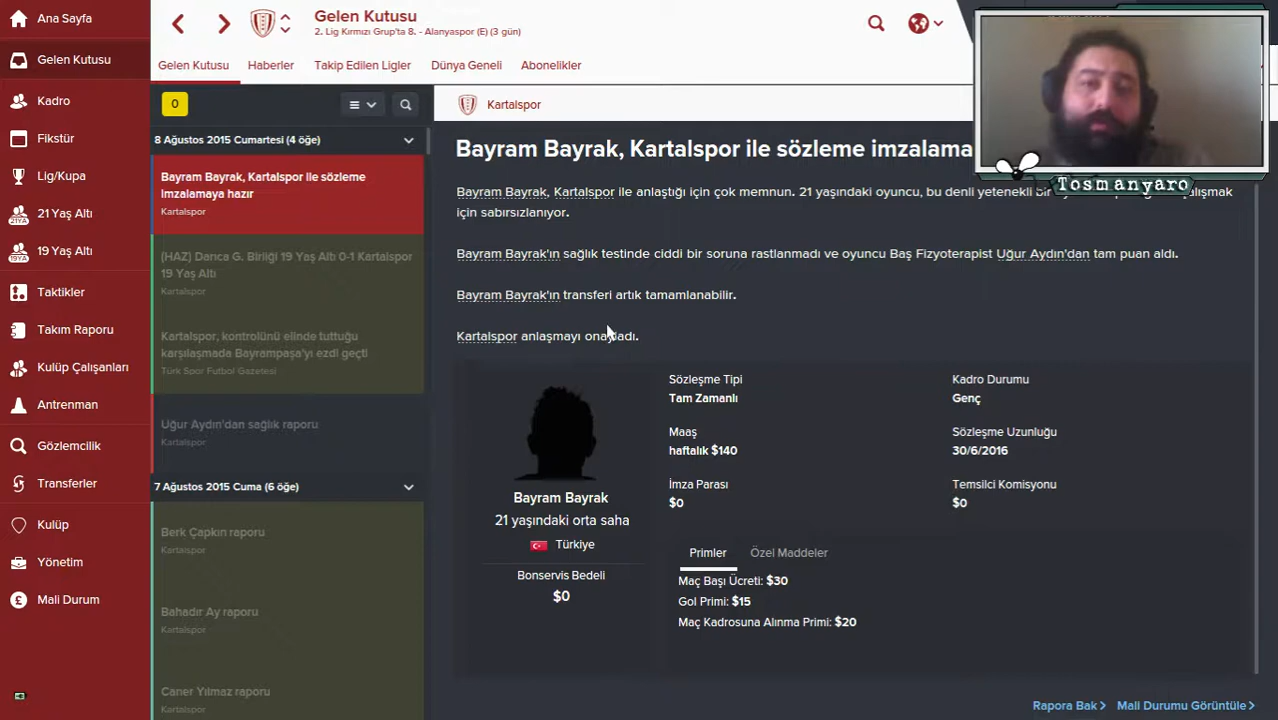 Ana Sayfa
Gelen Kutusu
Kadro
Fikstür
Lig/Kupa
21YA
21 Yaş Altı
19YA
19 Yaş Altı
Taktikler
Takım Raporu
Kulüp Çalışanları
Antrenman
Gözlemcilik
Transferler
Kulüp
Yönetim
Mali Durum
Gelen Kutusu
2. Lig Kırmızı Grup'ta 8. - Alanyaspor (E) (3 gün)
Gelen Kutusu
Haberler
Takip Edilen Ligler
Dünya Geneli
Abonelikler
0
8 Ağustos 2015 Cumartesi (4 öğe)
Bayram Bayrak, Kartalspor ile sözleme
imzalamaya hazır
Kartalspor
(HAZ) Darıca G. Birliği 19 Yaş Altı 0-1 Kartalspor
19 Yaş Altı
Kartalspor
Kartalspor, kontrolünü elinde tuttuğu
karşılaşmada Bayrampaşa'yı ezdi geçti
Türk Spor Futbol Gazetesi
Uğur Aydın'dan sağlık raporu
Kartalspor
7 Ağustos 2015 Cuma (6 öğe)
Berk Çapkın raporu
Kartalspor
Bahadır Ay raporu
Kartalspor
Caner Yılmaz raporu
Kartalspor
Kartalspor
Bayram Bayrak, Kartalspor ile sözleme imzalama
Tosmanyaro
Bayram Bayrak, Kartalspor ile anlaştığı için çok memnun. 21 yaşındaki oyuncu, bu denli yetenekli bir
için sabırsızlanıyor.
Bayram Bayrak'ın sağlık testinde ciddi bir soruna rastlanmadı ve oyuncu Baş Fizyoterapist Uğur Aydın'dan tam puan aldı.
Bayram Bayrak'ın transferi artık tamamlanabilir.
Kartalspor anlaşmayı onayladı.
Bayram Bayrak
21 yaşındaki orta saha
Türkiye
Bonservis Bedeli
$0
Sözleşme Tipi
Tam Zamanlı
Kadro Durumu
Genç
Maaş
haftalık $140
Sözleşme Uzunluğu
30/6/2016
İmza Parası
$0
Temsilci Komisyonu
$0
Primler
Özel Maddeler
Maç Başı Ücreti: $30
Gol Primi: $15
Maç Kadrosuna Alınma Primi: $20
Rapora Bak
Mali Durumu Görüntüle